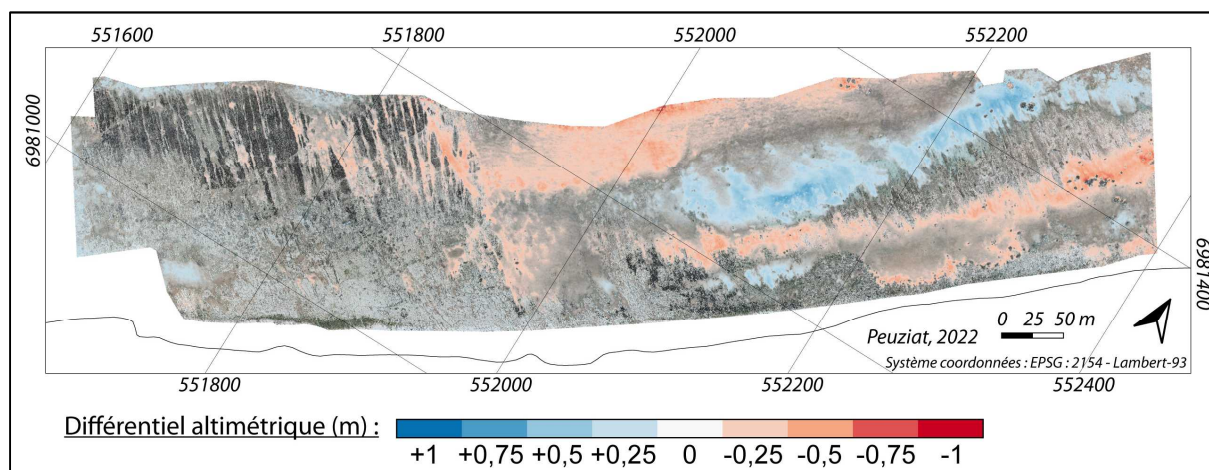 551600 551800 552000 552200
6981000
6981400
Peuziat, 2022
0 25 50 m
Système coordonnées : EPSG : 2154 - Lambert-93
551800 552000 552200 552400
Différentiel altimétrique (m) :
+1 +0,75 +0,5 +0,25 0 -0,25 -0,5 -0,75 -1